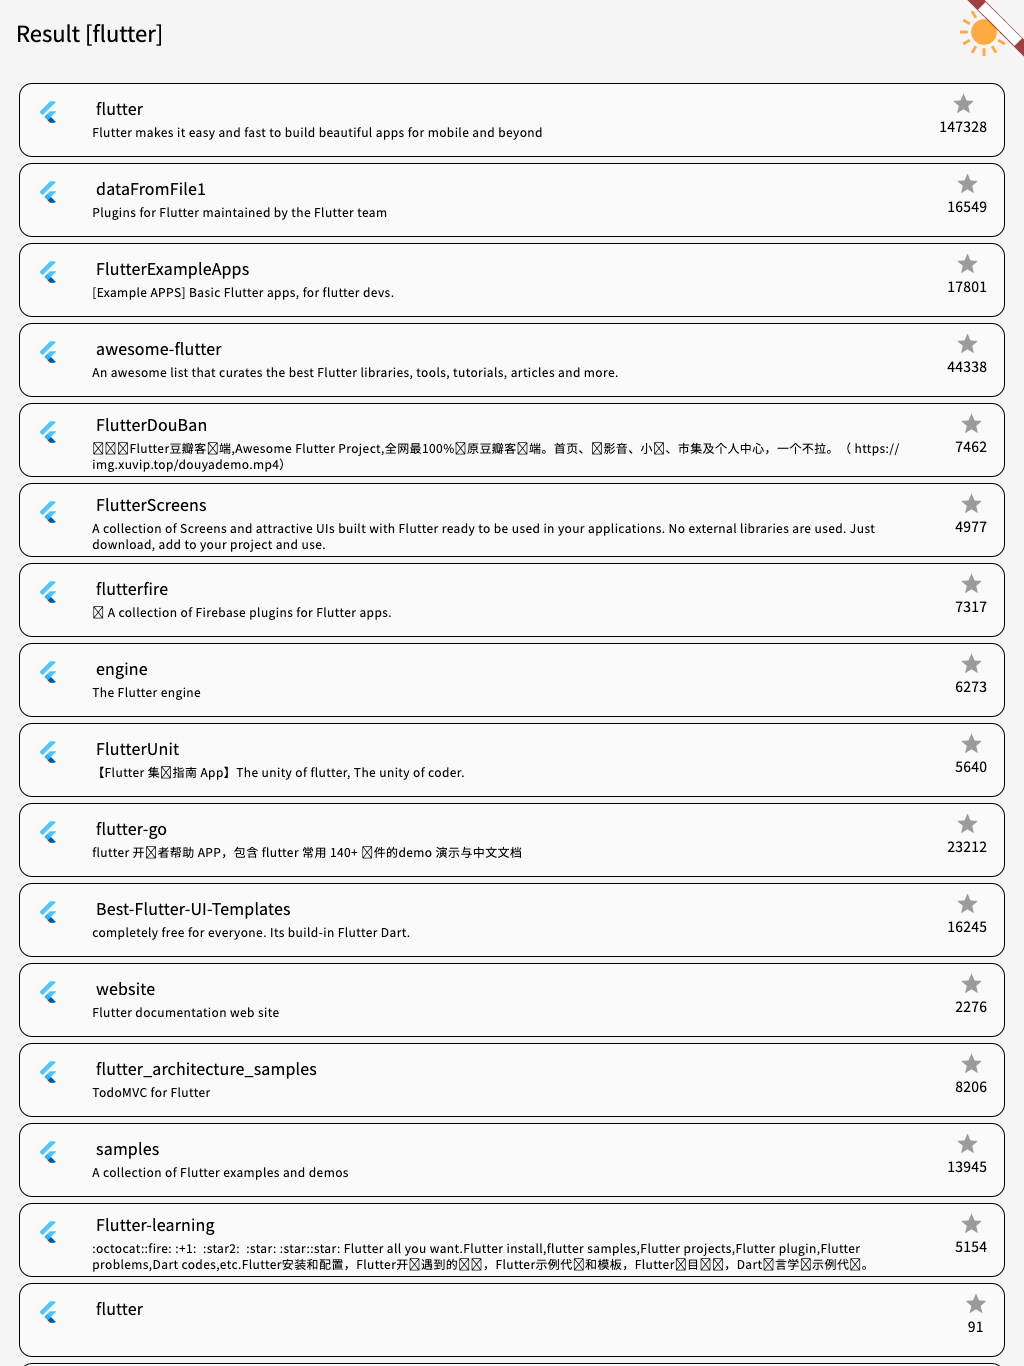 Result [flutter]
flutter
Flutter makes it easy and fast to build beautiful apps for mobile and beyond
147328
dataFromFile1
Plugins for Flutter maintained by the Flutter team
16549
FlutterExampleApps
[Example APPS] Basic Flutter apps, for flutter devs.
17801
awesome-flutter
An awesome list that curates the best Flutter libraries, tools, tutorials, articles and more.
44338
FlutterDouBan
Flutter豆瓣客端,Awesome Flutter Project,全网最100%原豆瓣客端。首页、影音、小、市集及个人中心，一个不拉。（ https://
img.xuvip.top/douyademo.mp4）
7462
FlutterScreens
A collection of Screens and attractive UIs built with Flutter ready to be used in your applications. No external libraries are used. Just
download, add to your project and use.
4977
flutterfire
A collection of Firebase plugins for Flutter apps.
7317
engine
The Flutter engine
6273
FlutterUnit
【Flutter 集指南 App】The unity of flutter, The unity of coder.
5640
flutter-go
flutter 开者帮助 APP，包含 flutter 常用 140+ 件的demo 演示与中文文档
23212
Best-Flutter-UI-Templates
completely free for everyone. Its build-in Flutter Dart.
16245
website
Flutter documentation web site
2276
flutter_architecture_samples
TodoMVC for Flutter
8206
samples
A collection of Flutter examples and demos
13945
Flutter-learning
:octocat::fire: :+1: :star2: :star: :star::star: Flutter all you want.Flutter install,flutter samples,Flutter projects,Flutter plugin,Flutter
problems,Dart codes,etc.Flutter安装和配置，Flutter开遇到的，Flutter示例代和模板，Flutter目，Dart言学示例代。
5154
flutter
91